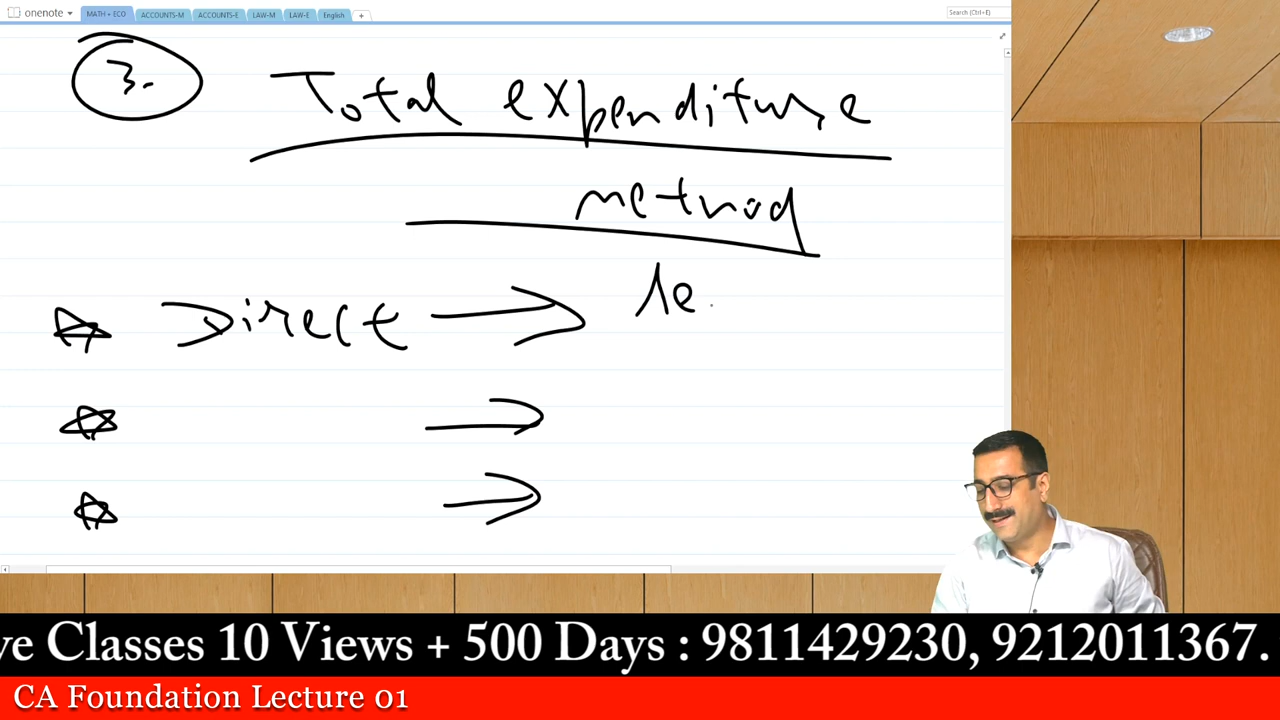 onenote
MATH + ECO ACCOUNTS-M ACCOUNTS-E LAW-M LAW-E English +
Search (Ctrl+E)
3.
Total expenditure
method
Direct → le
ve Classes 10 Views + 500 Days : 9811429230, 9212011367.
CA Foundation Lecture 01